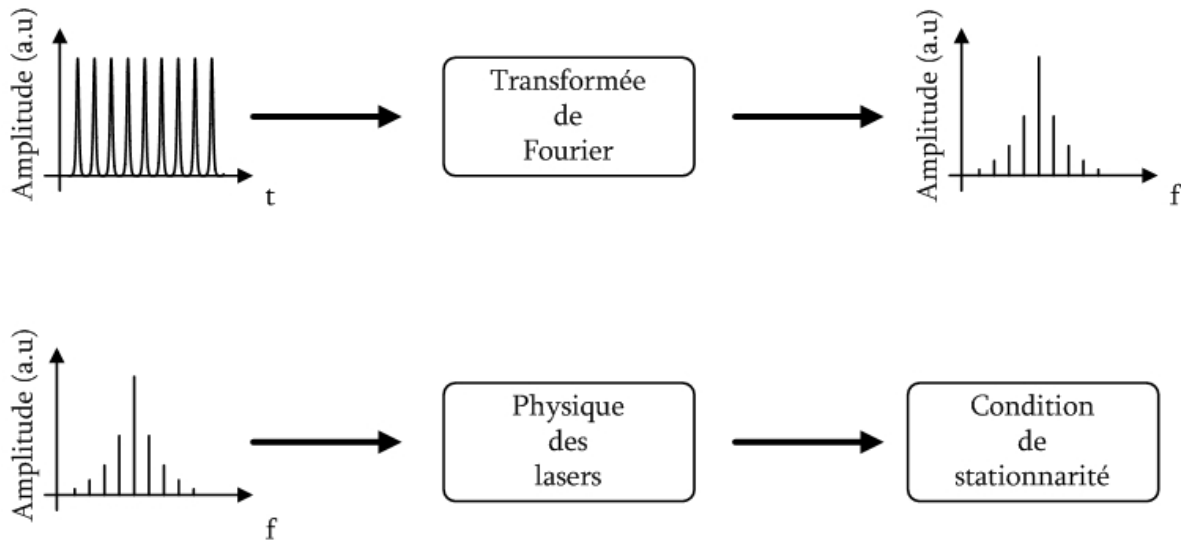 Amplitude (a.u)
t
Transformée
de
Fourier
Amplitude (a.u)
f
Amplitude (a.u)
f
Physique
des
lasers
Condition
de
stationnarité